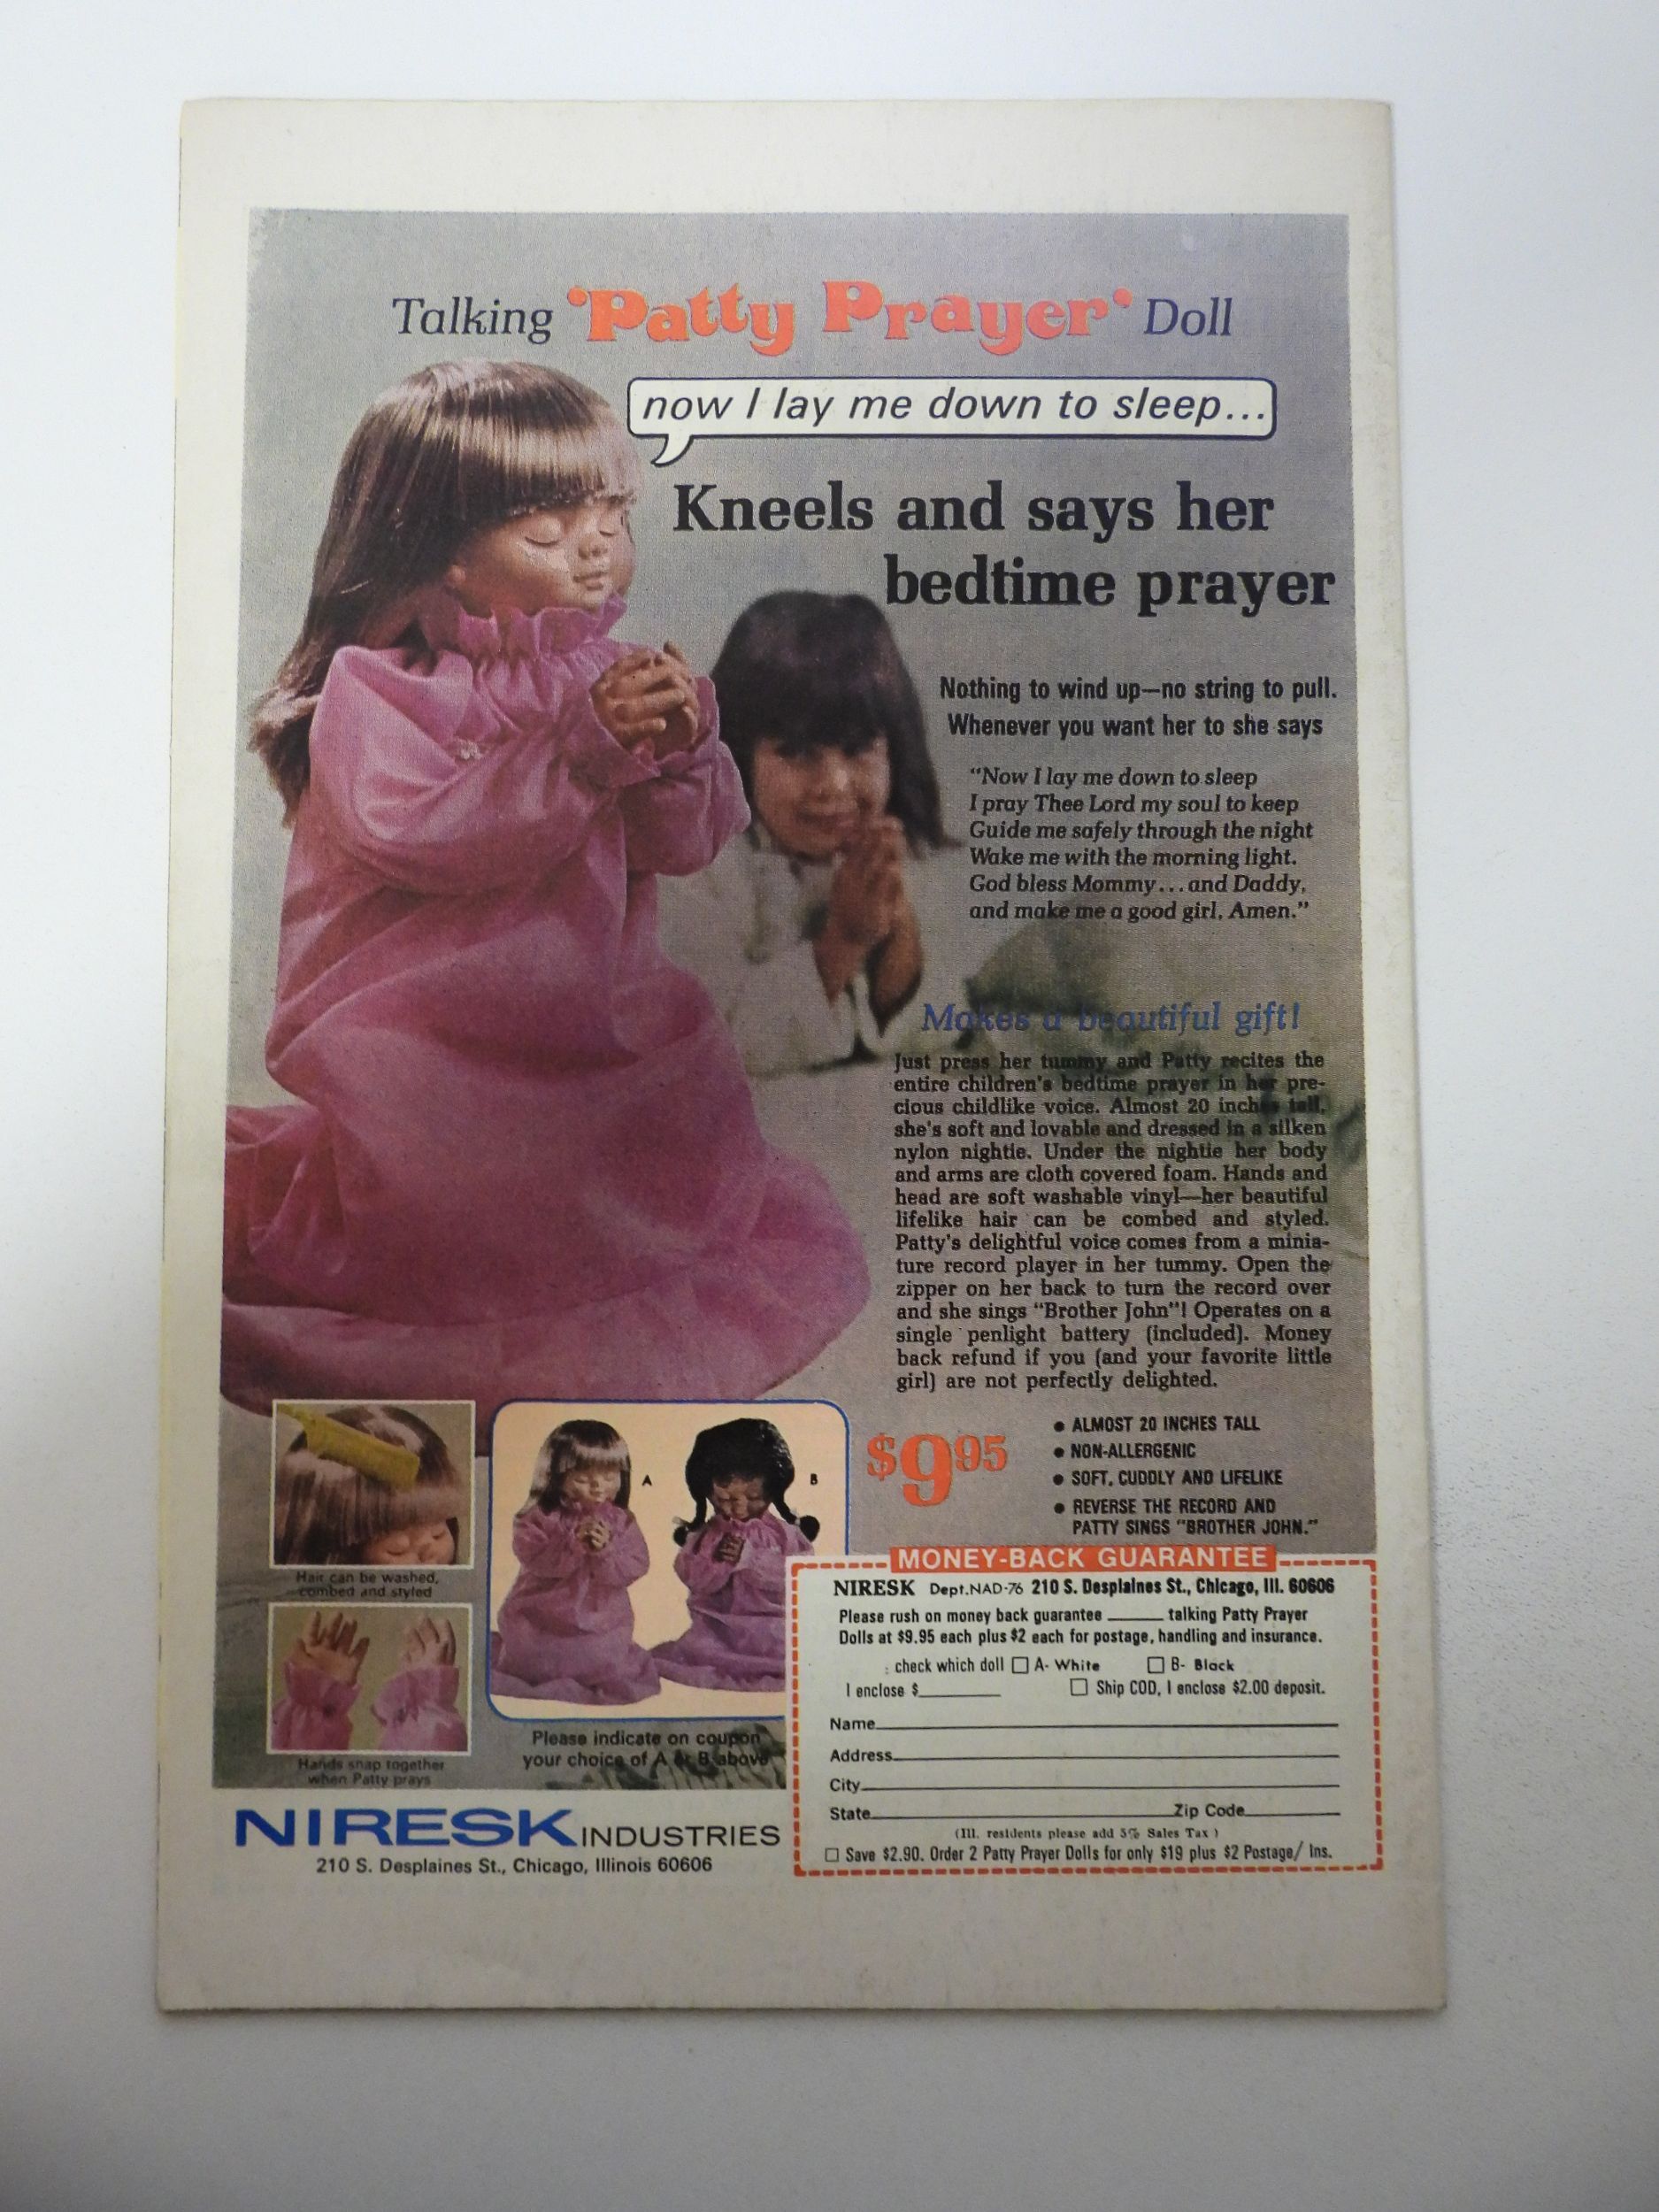 Talking 'Patty Prayer' Doll
now I lay me down to sleep...
Kneels and says her
bedtime prayer
Nothing to wind up—no string to pull.
Whenever you want her to she says
"Now I lay me down to sleep
I pray Thee Lord my soul to keep
Guide me safely through the night
Wake me with the morning light.
God bless Mommy...and Daddy,
and make me a good girl, Amen."
Makes a beautiful gift!
Just press her tummy and Patty recites the
entire children's bedtime prayer in her pre-
cious childlike voice. Almost 20 inches tall,
she's soft and lovable and dressed in a silken
nylon nightie. Under the nightie her body
and arms are cloth covered foam. Hands and
head are soft washable vinyl—her beautiful
lifelike hair can be combed and styled.
Patty's delightful voice comes from a minia-
ture record player in her tummy. Open the
zipper on her back to turn the record over
and she sings "Brother John"! Operates on a
single penlight battery (included). Money
back refund if you (and your favorite little
girl) are not perfectly delighted.
$9.95
• ALMOST 20 INCHES TALL
• NON-ALLERGENIC
• SOFT, CUDDLY AND LIFELIKE
• REVERSE THE RECORD AND
PATTY SINGS "BROTHER JOHN."
Hair can be washed,
combed and styled
Hands snap together
when Patty prays
A
B
Please indicate on coupon
your choice of A or B above
NIRESK INDUSTRIES
210 S. Desplaines St., Chicago, Illinois 60606
MONEY-BACK GUARANTEE
NIRESK Dept.NAD-76 210 S. Desplaines St., Chicago, Ill. 60606
Please rush on money back guarantee ______ talking Patty Prayer
Dolls at $9.95 each plus $2 each for postage, handling and insurance.
check which doll ☐ A- White ☐ B- Black
I enclose $________ ☐ Ship COD, I enclose $2.00 deposit.
Name
Address
City
State Zip Code
(Ill. residents please add 5% Sales Tax)
☐ Save $2.90. Order 2 Patty Prayer Dolls for only $19 plus $2 Postage/ Ins.